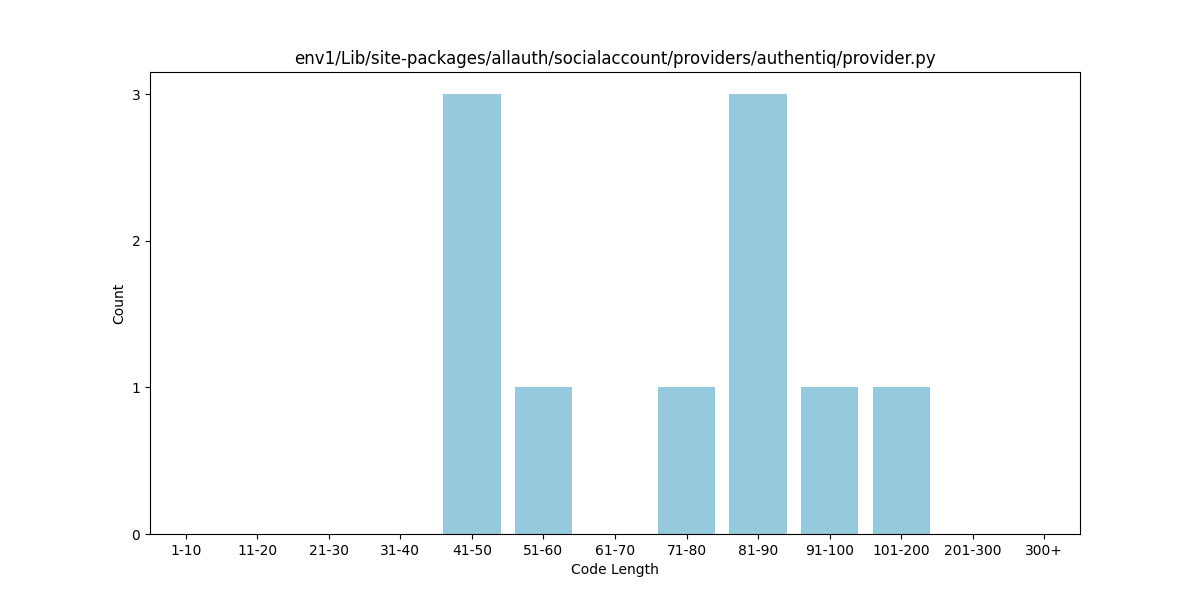 env1/Lib/site-packages/allauth/socialaccount/providers/authentiq/provider.py
3
2
1
0
Count
1-10 11-20 21-30 31-40 41-50 51-60 61-70 71-80 81-90 91-100 101-200 201-300 300+
Code Length